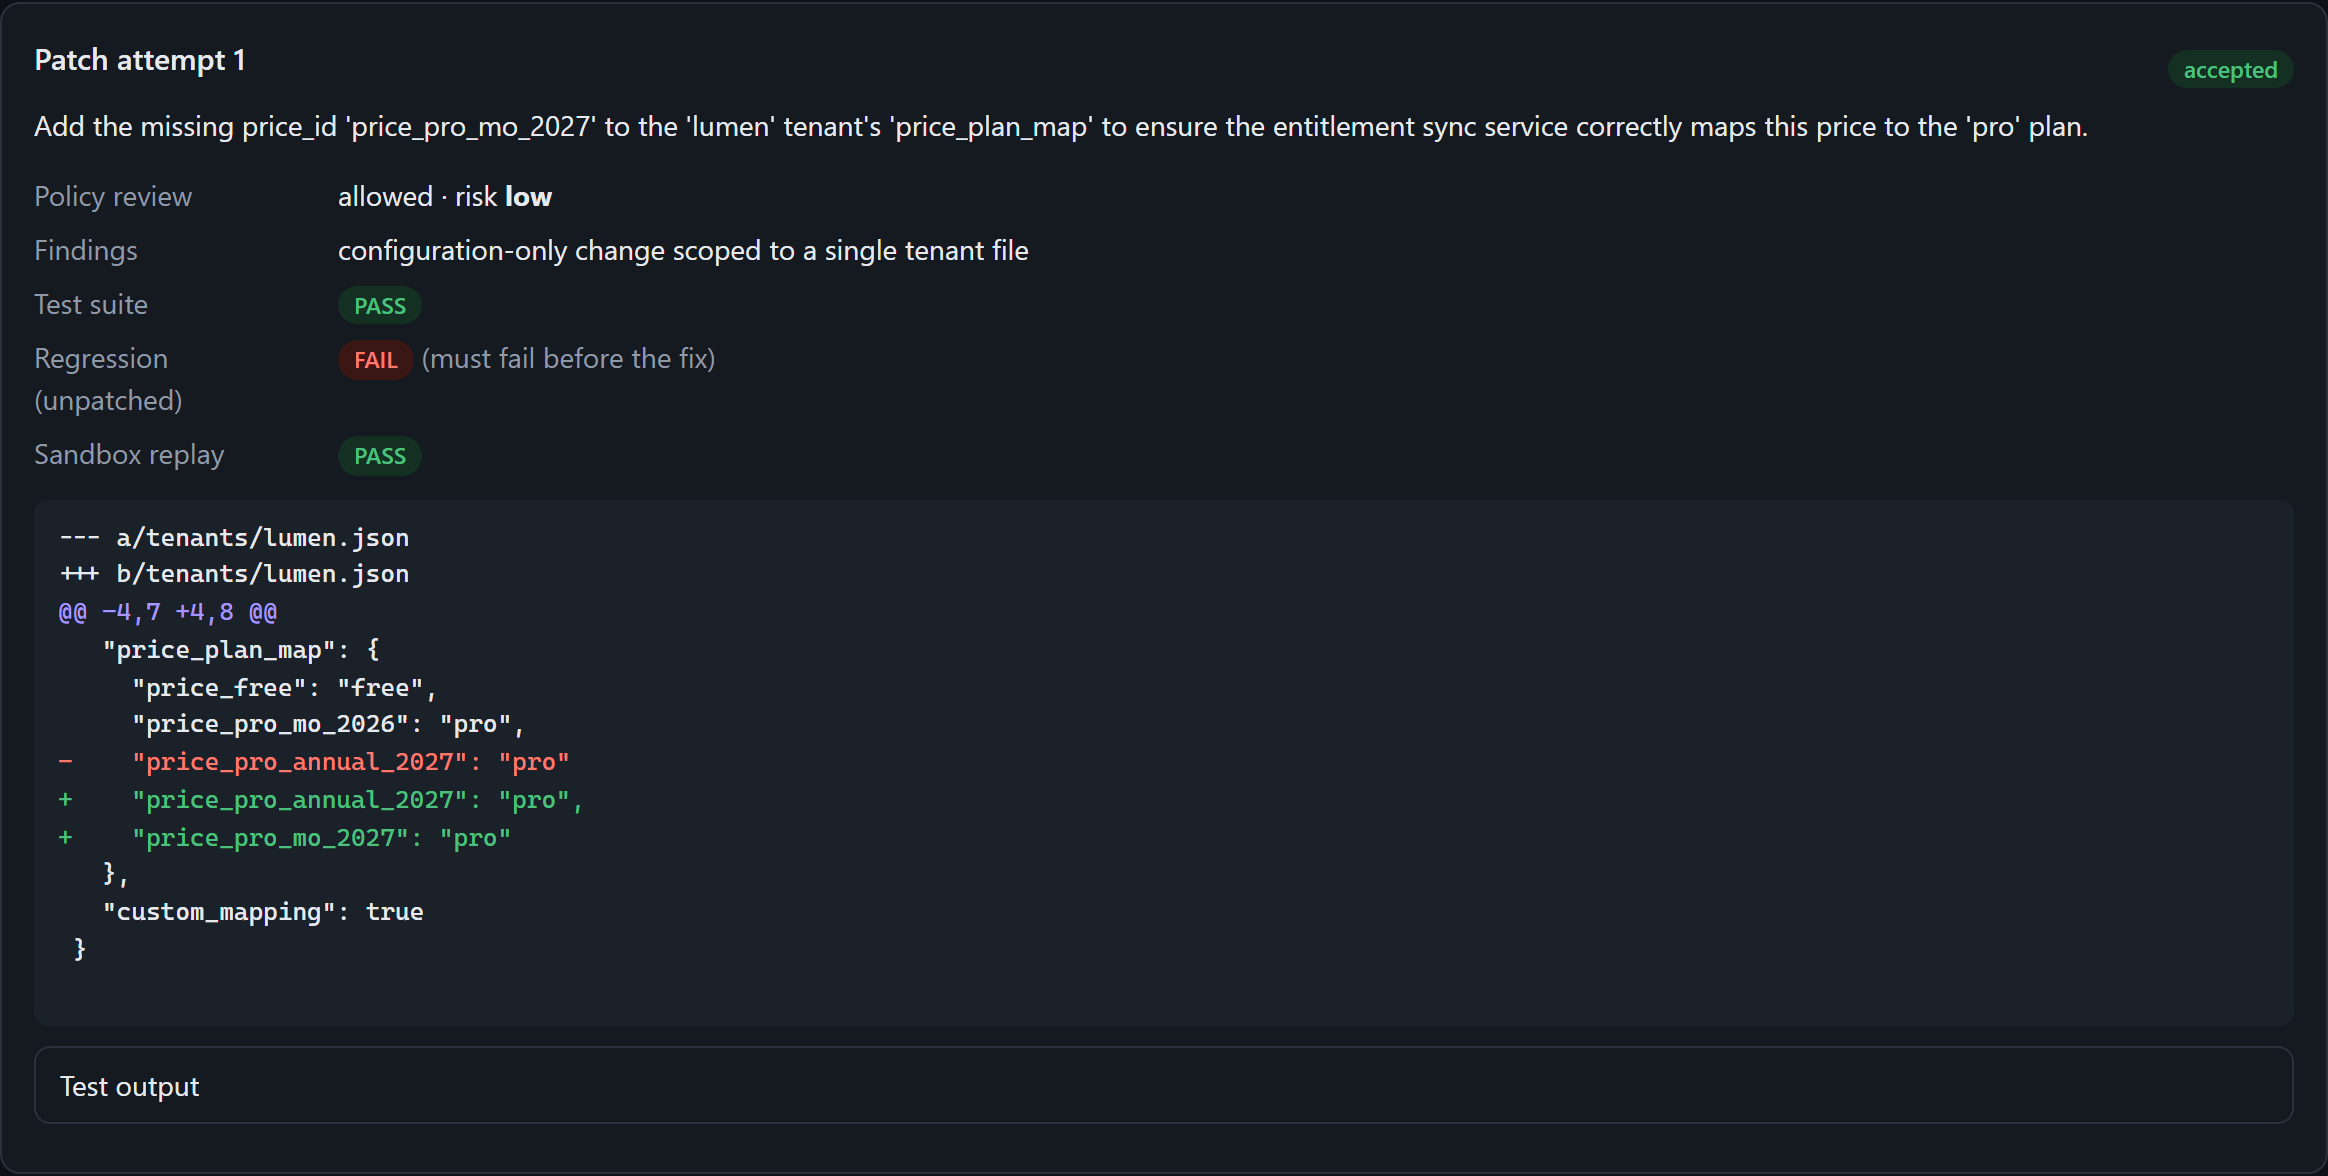 Patch attempt 1
accepted
Add the missing price_id 'price_pro_mo_2027' to the 'lumen' tenant's 'price_plan_map' to ensure the entitlement sync service correctly maps this price to the 'pro' plan.
Policy review allowed · risk low
Findings configuration-only change scoped to a single tenant file
Test suite PASS
Regression (unpatched) FAIL (must fail before the fix)
Sandbox replay PASS
--- a/tenants/lumen.json
+++ b/tenants/lumen.json
@@ -4,7 +4,8 @@
   "price_plan_map": {
     "price_free": "free",
     "price_pro_mo_2026": "pro",
-    "price_pro_annual_2027": "pro"
+    "price_pro_annual_2027": "pro",
+    "price_pro_mo_2027": "pro"
   },
   "custom_mapping": true
 }
Test output